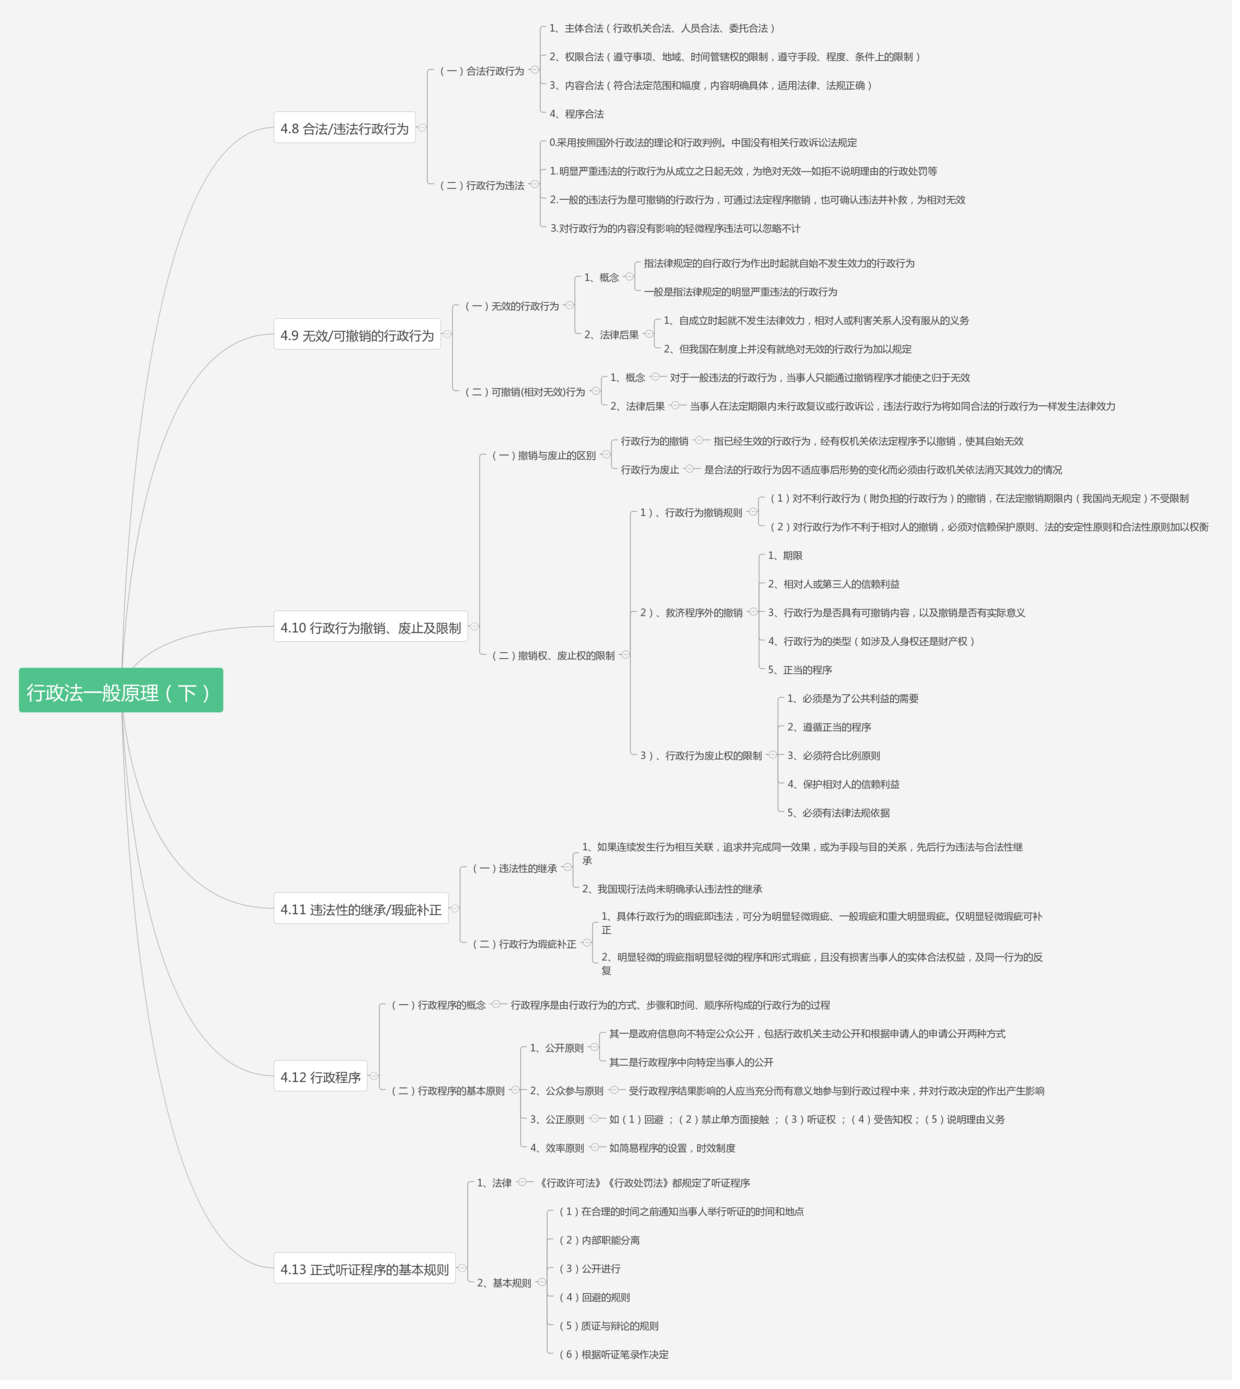 行政法一般原理（下）
4.8 合法/违法行政行为
（一）合法行政行为
1、主体合法（行政机关合法、人员合法、委托合法）
2、权限合法（遵守事项、地域、时间管辖权的限制，遵守手段、程度、条件上的限制）
3、内容合法（符合法定范围和幅度，内容明确具体，适用法律、法规正确）
4、程序合法
（二）行政行为违法
0.采用按照国外行政法的理论和行政判例。中国没有相关行政诉讼法规定
1.明显严重违法的行政行为从成立之日起无效，为绝对无效—如拒不说明理由的行政处罚等
2.一般的违法行为是可撤销的行政行为，可通过法定程序撤销，也可确认违法并补救，为相对无效
3.对行政行为的内容没有影响的轻微程序违法可以忽略不计
4.9 无效/可撤销的行政行为
（一）无效的行政行为
1、概念
指法律规定的自行政行为作出时起就自始不发生效力的行政行为
一般是指法律规定的明显严重违法的行政行为
2、法律后果
1、自成立时起就不发生法律效力，相对人或利害关系人没有服从的义务
2、但我国在制度上并没有就绝对无效的行政行为加以规定
（二）可撤销(相对无效)行为
1、概念
对于一般违法的行政行为，当事人只能通过撤销程序才能使之归于无效
2、法律后果
当事人在法定期限内未行政复议或行政诉讼，违法行政行为将如同合法的行政行为一样发生法律效力
4.10 行政行为撤销、废止及限制
（一）撤销与废止的区别
行政行为的撤销
指已经生效的行政行为，经有权机关依法定程序予以撤销，使其自始无效
行政行为废止
是合法的行政行为因不适应事后形势的变化而必须由行政机关依法消灭其效力的情况
（二）撤销权、废止权的限制
1）、行政行为撤销规则
（1）对不利行政行为（附负担的行政行为）的撤销，在法定撤销期限内（我国尚无规定）不受限制
（2）对行政行为作不利于相对人的撤销，必须对信赖保护原则、法的安定性原则和合法性原则加以权衡
2）、救济程序外的撤销
1、期限
2、相对人或第三人的信赖利益
3、行政行为是否具有可撤销内容，以及撤销是否有实际意义
4、行政行为的类型（如涉及人身权还是财产权）
5、正当的程序
3）、行政行为废止权的限制
1、必须是为了公共利益的需要
2、遵循正当的程序
3、必须符合比例原则
4、保护相对人的信赖利益
5、必须有法律法规依据
4.11 违法性的继承/瑕疵补正
（一）违法性的继承
1、如果连续发生行为相互关联，追求并完成同一效果，或为手段与目的关系，先后行为违法与合法性继
承
2、我国现行法尚未明确承认违法性的继承
（二）行政行为瑕疵补正
1、具体行政行为的瑕疵即违法，可分为明显轻微瑕疵、一般瑕疵和重大明显瑕疵。仅明显轻微瑕疵可补
正
2、明显轻微的瑕疵指明显轻微的程序和形式瑕疵，且没有损害当事人的实体合法权益，及同一行为的反
复
4.12 行政程序
（一）行政程序的概念
行政程序是由行政行为的方式、步骤和时间、顺序所构成的行政行为的过程
（二）行政程序的基本原则
1、公开原则
其一是政府信息向不特定公众公开，包括行政机关主动公开和根据申请人的申请公开两种方式
其二是行政程序中向特定当事人的公开
2、公众参与原则
受行政程序结果影响的人应当充分而有意义地参与到行政过程中来，并对行政决定的作出产生影响
3、公正原则
如（1）回避 ；（2）禁止单方面接触 ；（3）听证权 ；（4）受告知权；（5）说明理由义务
4、效率原则
如简易程序的设置，时效制度
4.13 正式听证程序的基本规则
1、法律
《行政许可法》《行政处罚法》都规定了听证程序
2、基本规则
（1）在合理的时间之前通知当事人举行听证的时间和地点
（2）内部职能分离
（3）公开进行
（4）回避的规则
（5）质证与辩论的规则
（6）根据听证笔录作决定